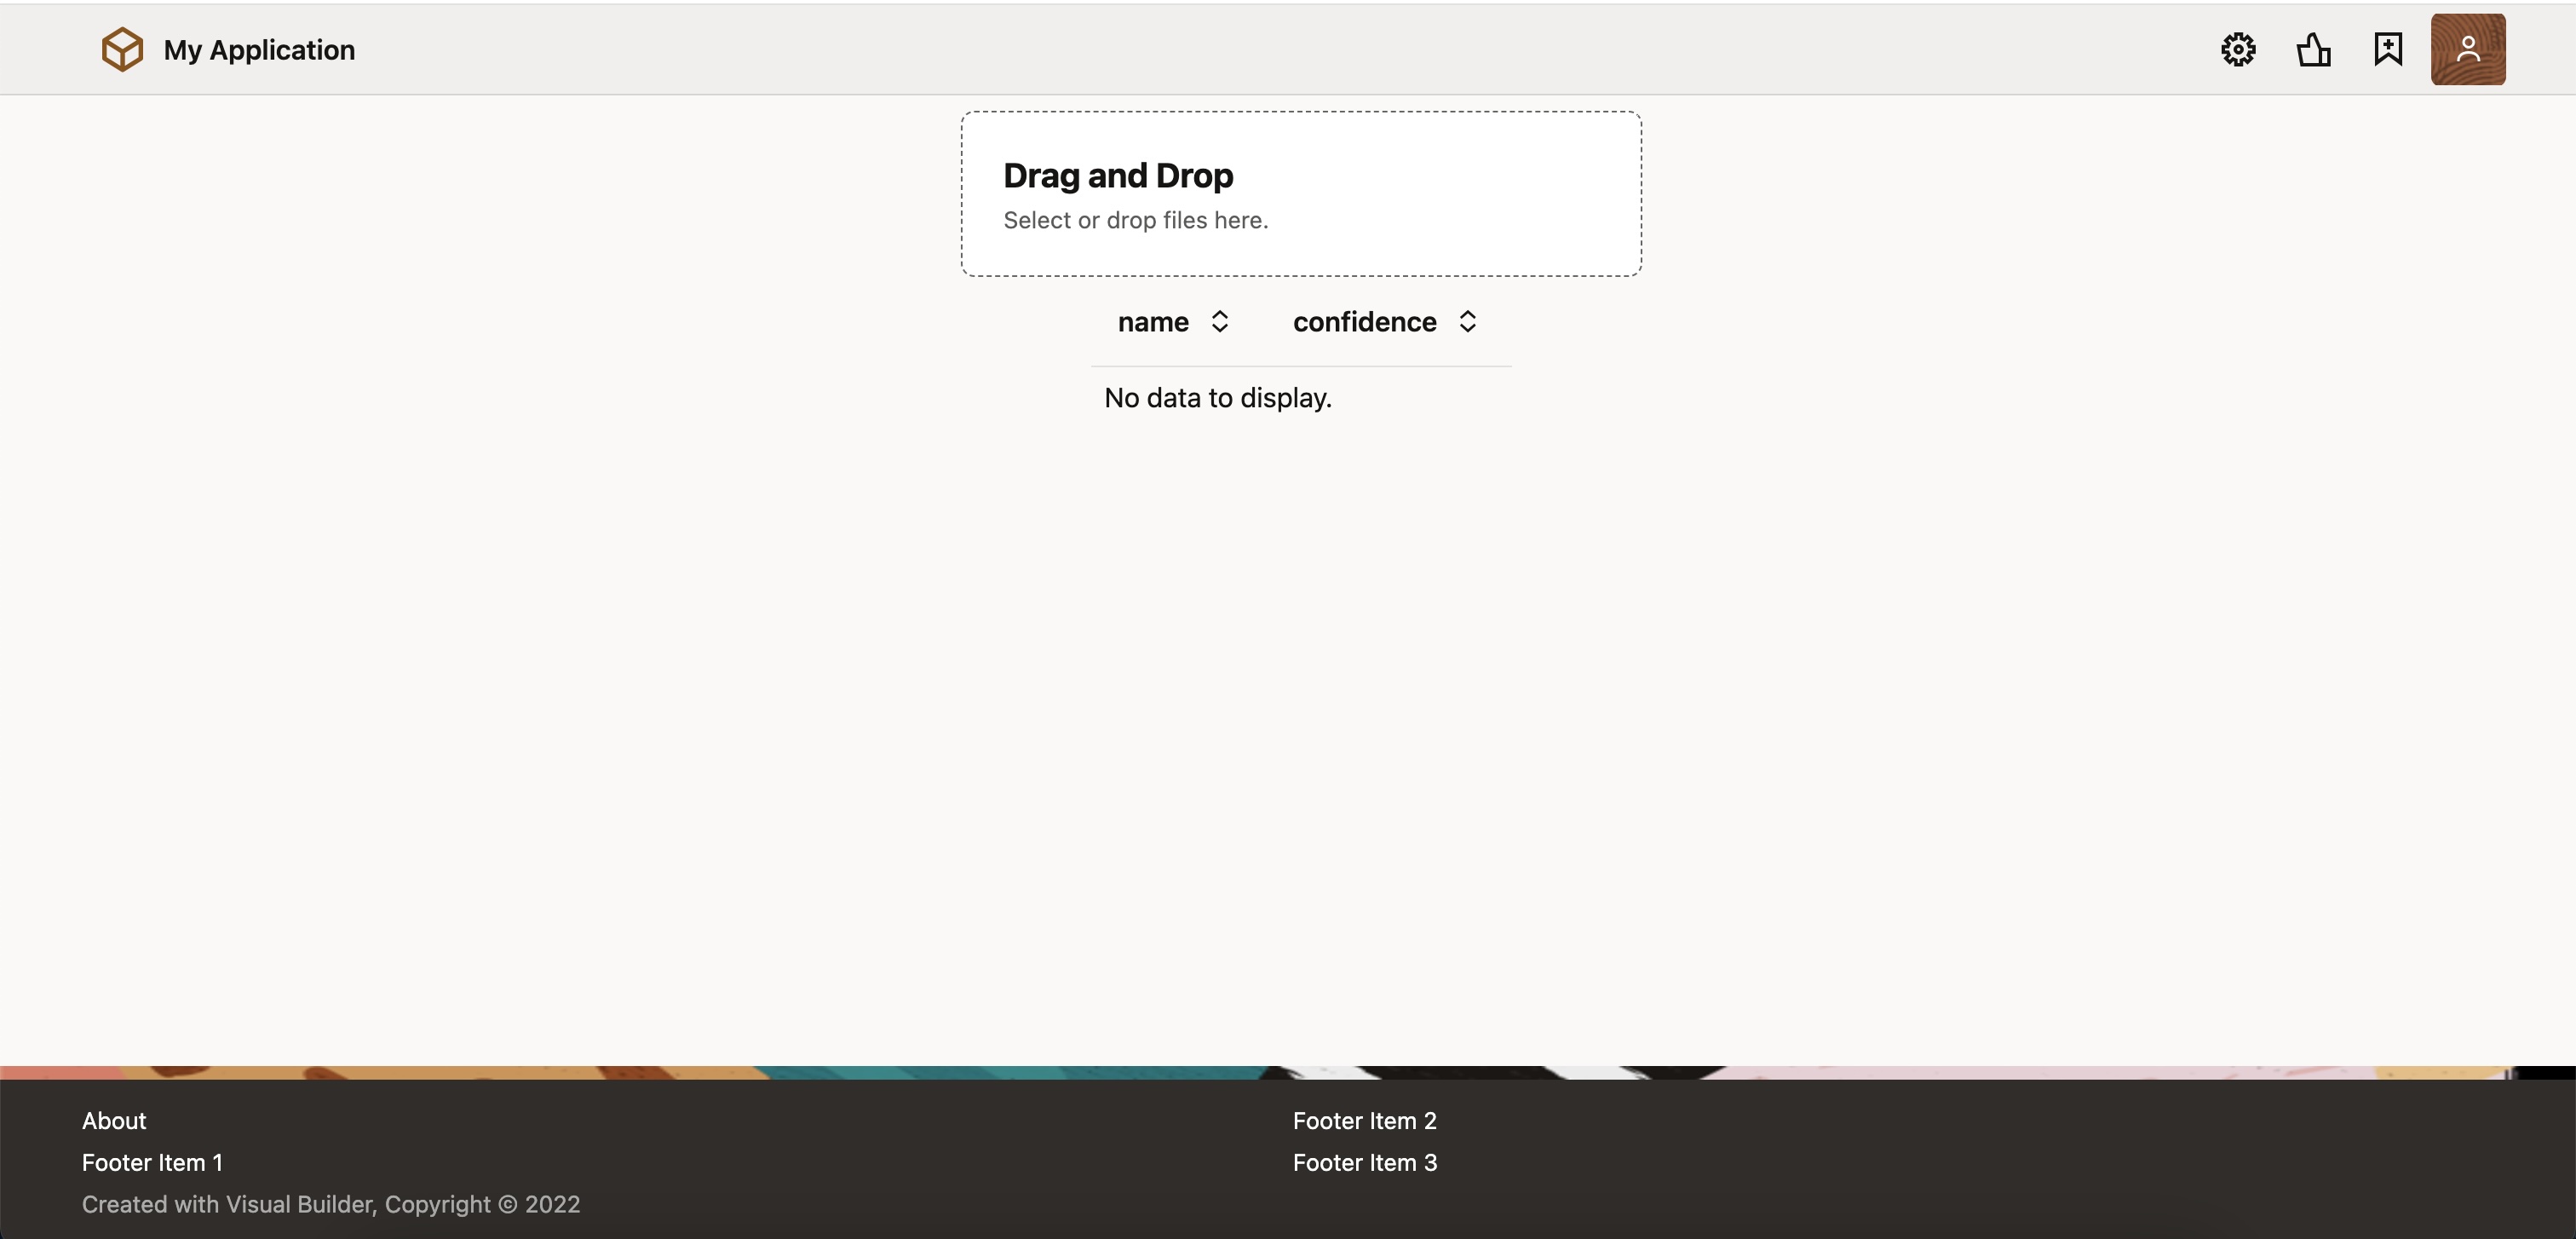 My Application
Drag and Drop
Select or drop files here.
name confidence
No data to display.
About
Footer Item 1
Footer Item 2
Footer Item 3
Created with Visual Builder, Copyright © 2022